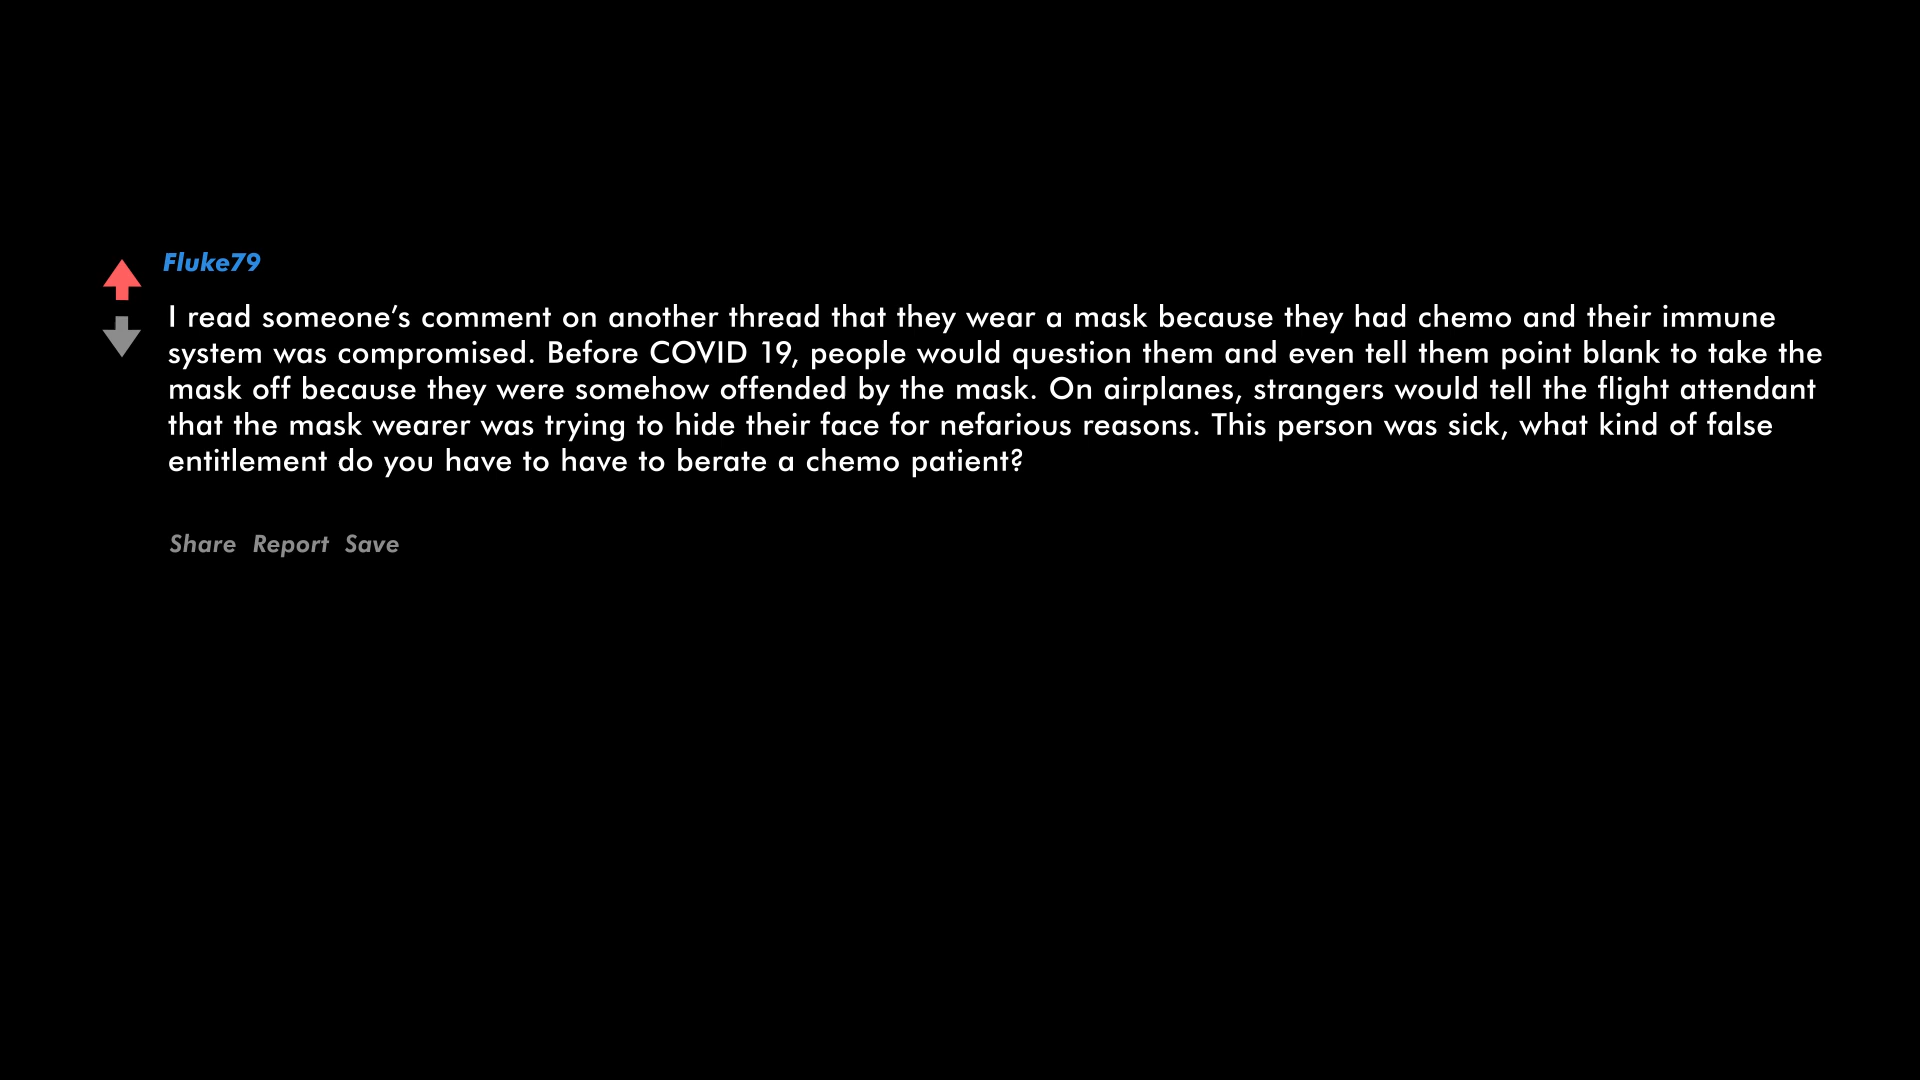 Fluke79
I read someone’s comment on another thread that they wear a mask because they had chemo and their immune
system was compromised. Before COVID 19, people would question them and even tell them point blank to take the
mask off because they were somehow offended by the mask. On airplanes, strangers would tell the flight attendant
that the mask wearer was trying to hide their face for nefarious reasons. This person was sick, what kind of false
entitlement do you have to have to berate a chemo patient?
Share Report Save